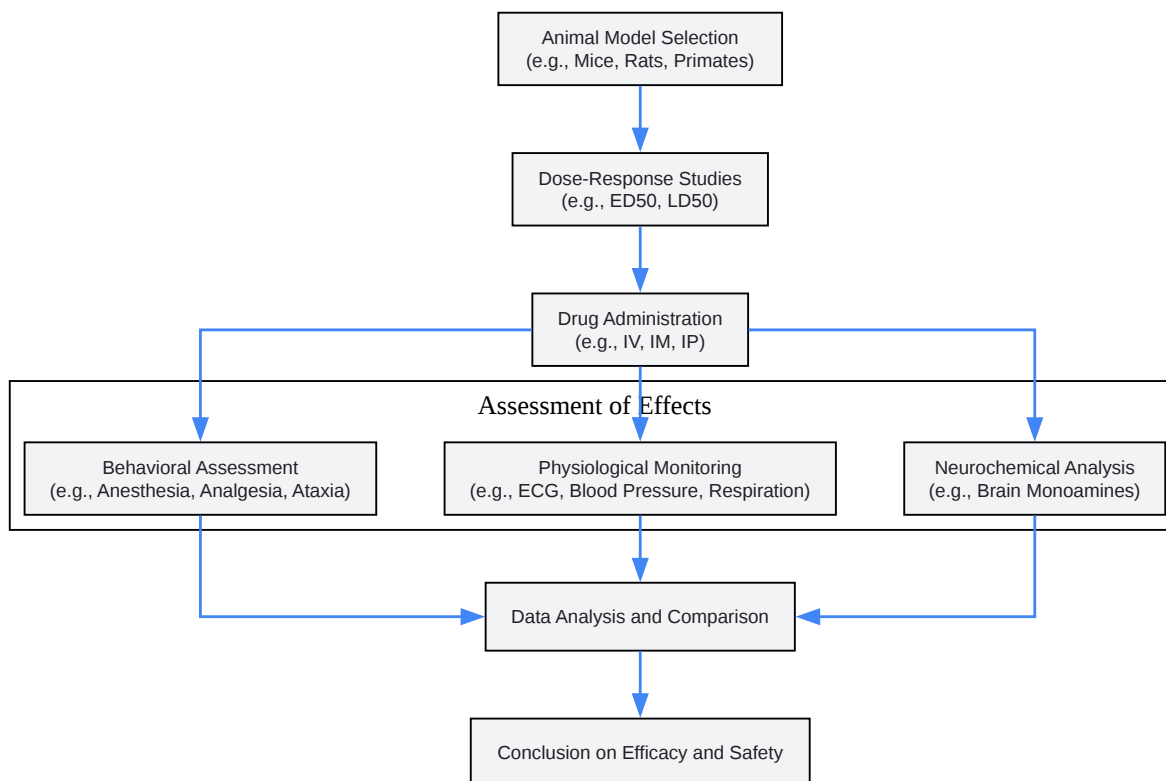 Animal Model Selection
(e.g., Mice, Rats, Primates)
Dose-Response Studies
(e.g., ED50, LD50)
Drug Administration
(e.g., IV, IM, IP)
Assessment of Effects
Behavioral Assessment
(e.g., Anesthesia, Analgesia, Ataxia)
Physiological Monitoring
(e.g., ECG, Blood Pressure, Respiration)
Neurochemical Analysis
(e.g., Brain Monoamines)
Data Analysis and Comparison
Conclusion on Efficacy and Safety